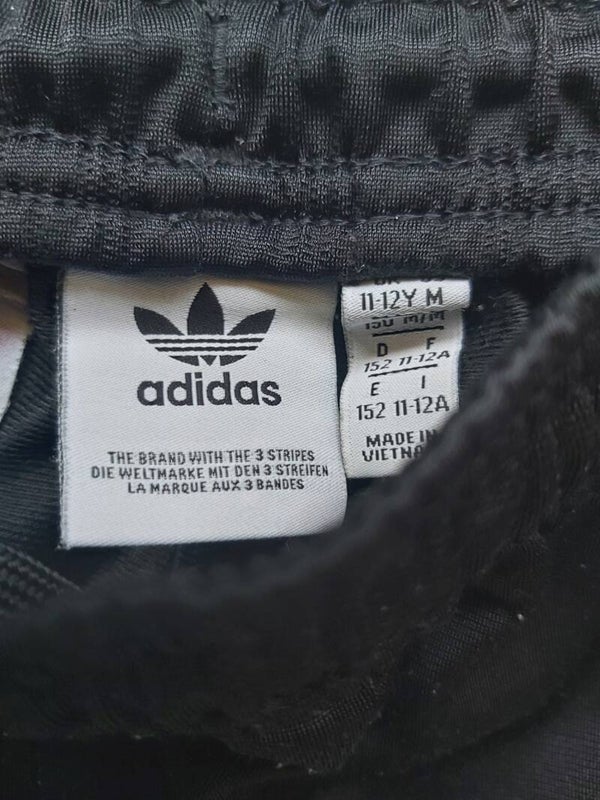 adidas
THE BRAND WITH THE 3 STRIPES
DIE WELTMARKE MIT DEN 3 STREIFEN
LA MARQUE AUX 3 BANDES
11-12Y M
150 M/M
D F
152 11-12A
E I
152 11-12A
MADE IN